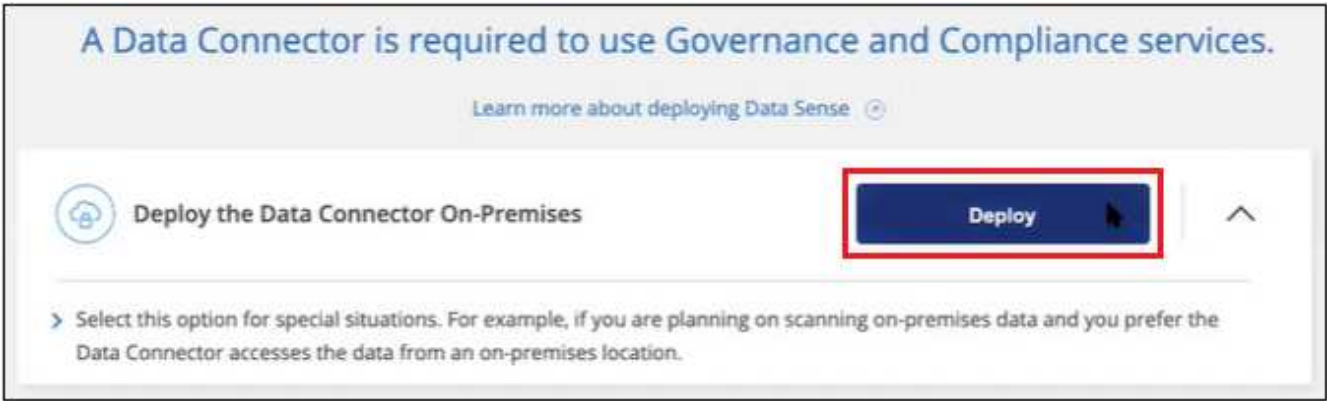 A Data Connector is required to use Governance and Compliance services.
Learn more about deploying Data Sense
Deploy the Data Connector On-Premises
Deploy
Select this option for special situations. For example, if you are planning on scanning on-premises data and you prefer the
Data Connector accesses the data from an on-premises location.